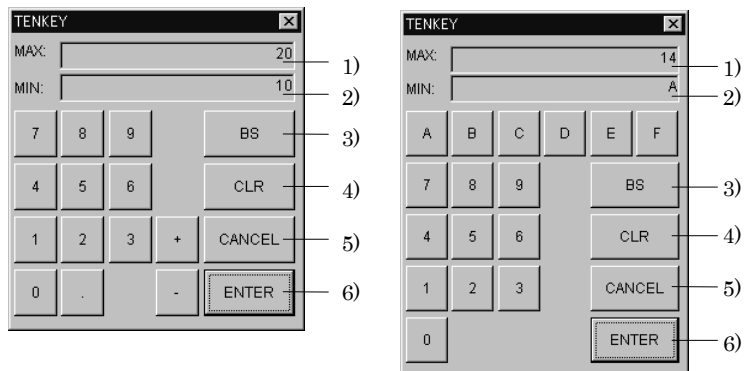 TENKEY
MAX: 20 1)
MIN: 10 2)
7 8 9 BS 3)
4 5 6 CLR 4)
1 2 3 + CANCEL 5)
0 . - ENTER 6)
TENKEY
MAX: 14 1)
MIN: A 2)
A B C D E F
7 8 9 BS 3)
4 5 6 CLR 4)
1 2 3 CANCEL 5)
0 ENTER 6)